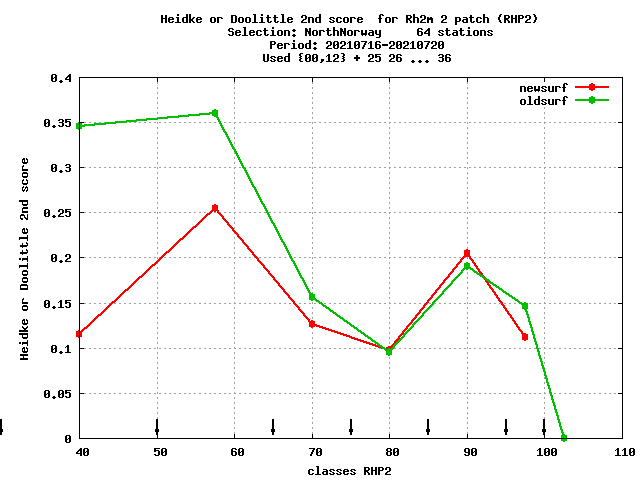 Heidke or Doolittle 2nd score  for Rh2m 2 patch (RHP2)
Selection: NorthNorway     64 stations
Period: 20210716-20210720
Used {00,12} + 25 26 ... 36
newsurf
oldsurf
0.4
0.35
0.3
0.25
0.2
0.15
0.1
0.05
0
Heidke or Doolittle 2nd score
40 50 60 70 80 90 100 110
classes RHP2